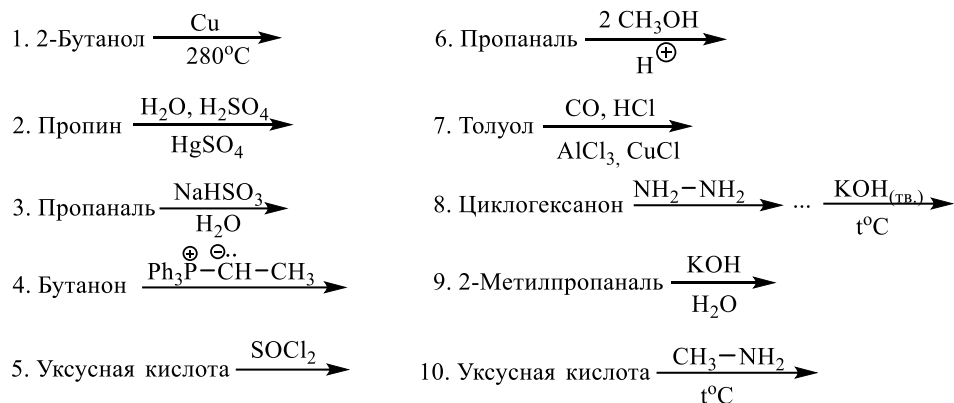 1. 2-Бутанол Cu 280°C
2. Пропин H₂O, H₂SO₄ HgSO₄
3. Пропаналь NaHSO₃ H₂O
4. Бутанон Ph₃P⊕–CH⊖··–CH₃
5. Уксусная кислота SOCl₂
6. Пропаналь 2 CH₃OH H⊕
7. Толуол CO, HCl AlCl₃, CuCl
8. Циклогексанон NH₂–NH₂ ... KOH(тв.) t°C
9. 2-Метилпропаналь KOH H₂O
10. Уксусная кислота CH₃–NH₂ t°C